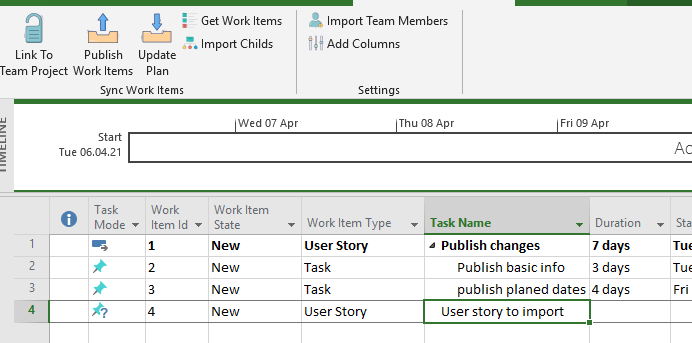 Link To
Team Project
Publish
Work Items
Update
Plan
Get Work Items
Import Childs
Sync Work Items
Import Team Members
Add Columns
Settings
TIMELINE
Start
Tue 06.04.21
Wed 07 Apr
Thu 08 Apr
Fri 09 Apr
Task Mode
Work Item Id
Work Item State
Work Item Type
Task Name
Duration
1 1 New User Story Publish changes 7 days Tue
2 2 New Task Publish basic info 3 days Tue
3 3 New Task publish planed dates 4 days Fri
4 4 New User Story User story to import